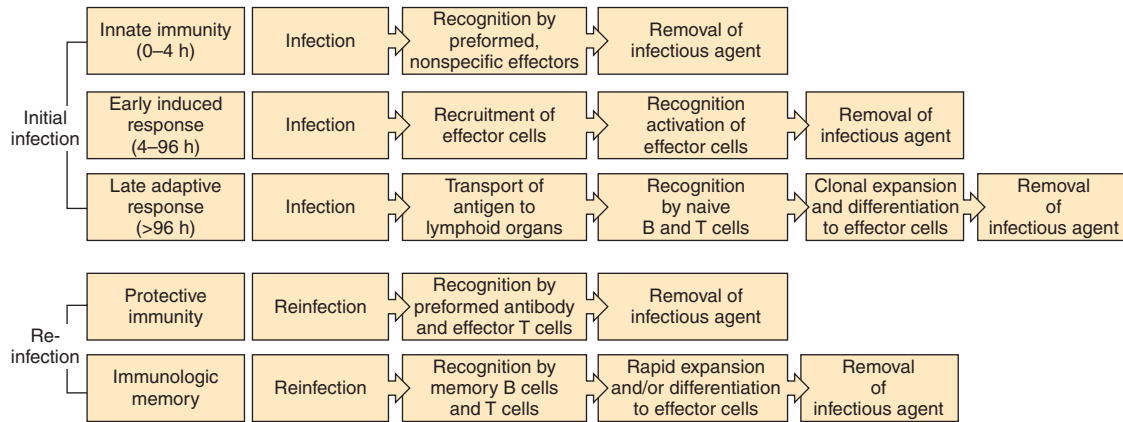 Initial
infection
Innate immunity
(0–4 h)
Infection
Recognition by
preformed,
nonspecific effectors
Removal of
infectious agent
Early induced
response
(4–96 h)
Infection
Recruitment of
effector cells
Recognition
activation of
effector cells
Removal of
infectious agent
Late adaptive
response
(>96 h)
Infection
Transport of
antigen to
lymphoid organs
Recognition
by naive
B and T cells
Clonal expansion
and differentiation
to effector cells
Removal
of
infectious agent
Re-
infection
Protective
immunity
Reinfection
Recognition by
preformed antibody
and effector T cells
Removal of
infectious agent
Immunologic
memory
Reinfection
Recognition by
memory B cells
and T cells
Rapid expansion
and/or differentiation
to effector cells
Removal
of
infectious agent